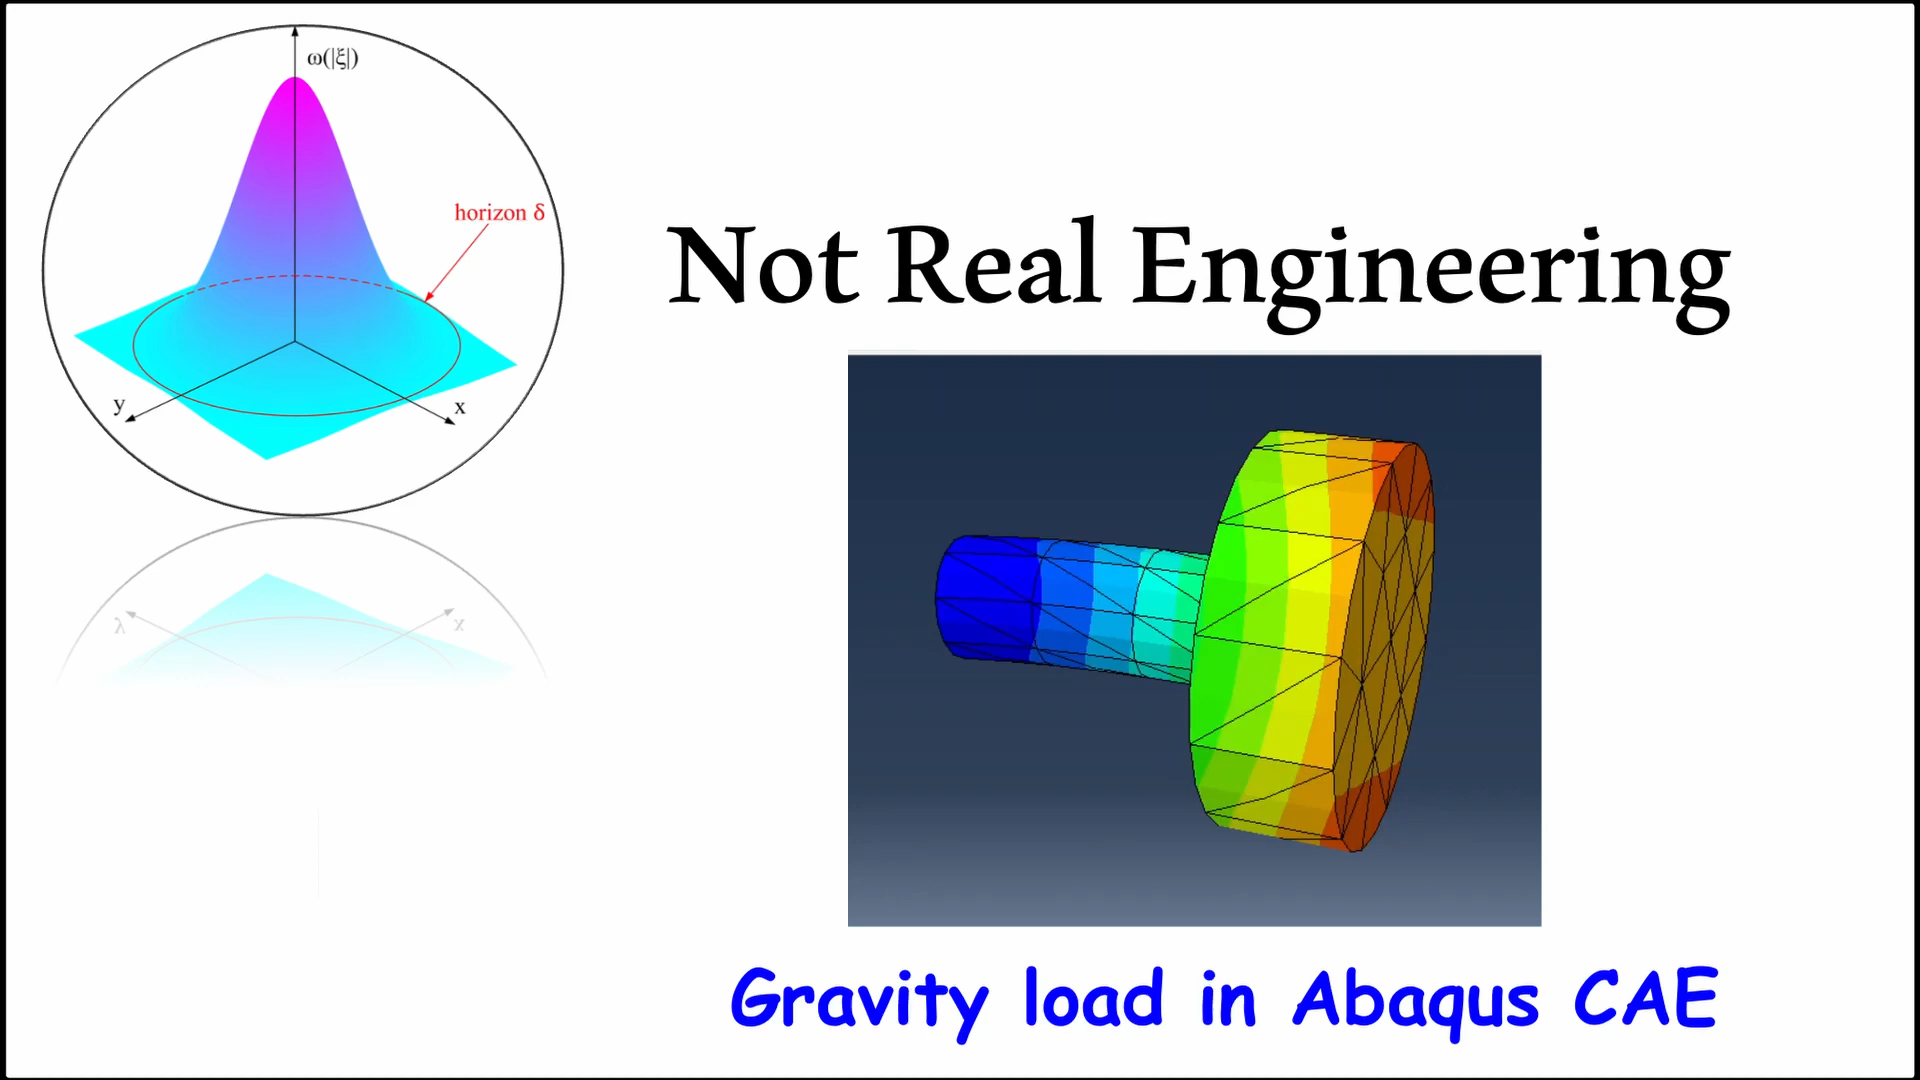 ω(|ξ|)
horizon δ
y
x
Not Real Engineering
Gravity load in Abaqus CAE